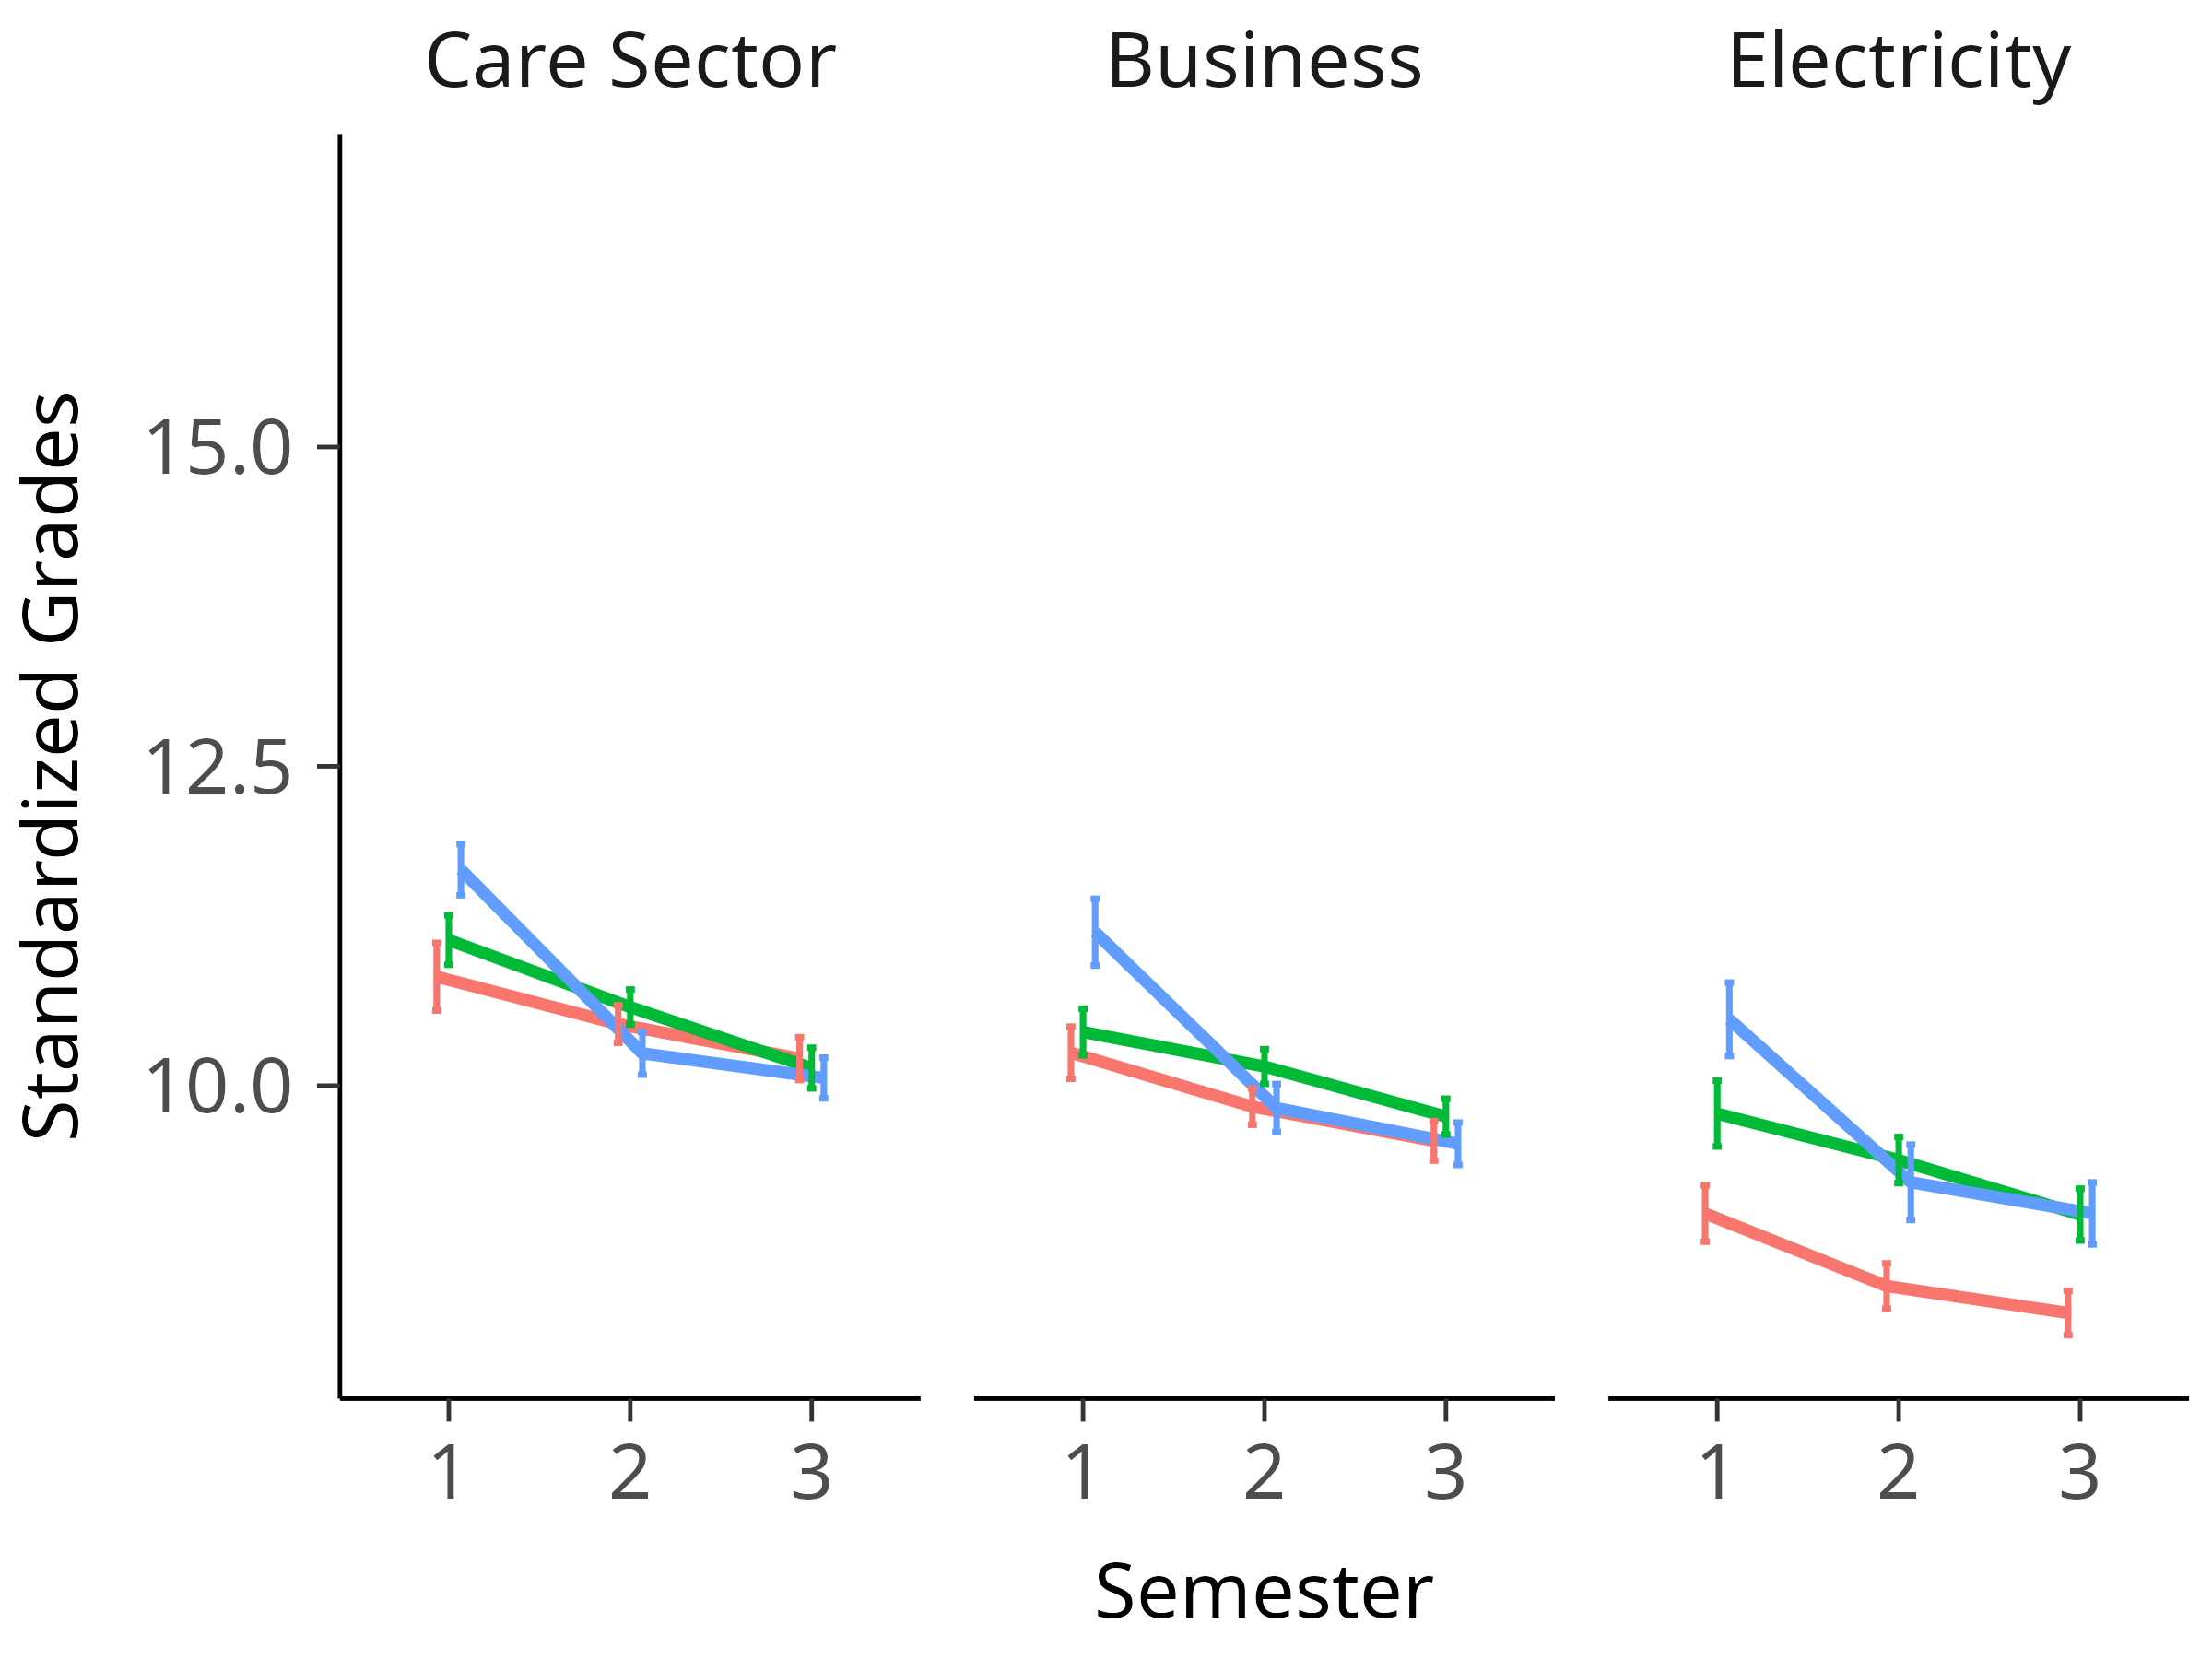 Care Sector
Business
Electricity
Standardized Grades
15.0
12.5
10.0
1 2 3
1 2 3
1 2 3
Semester